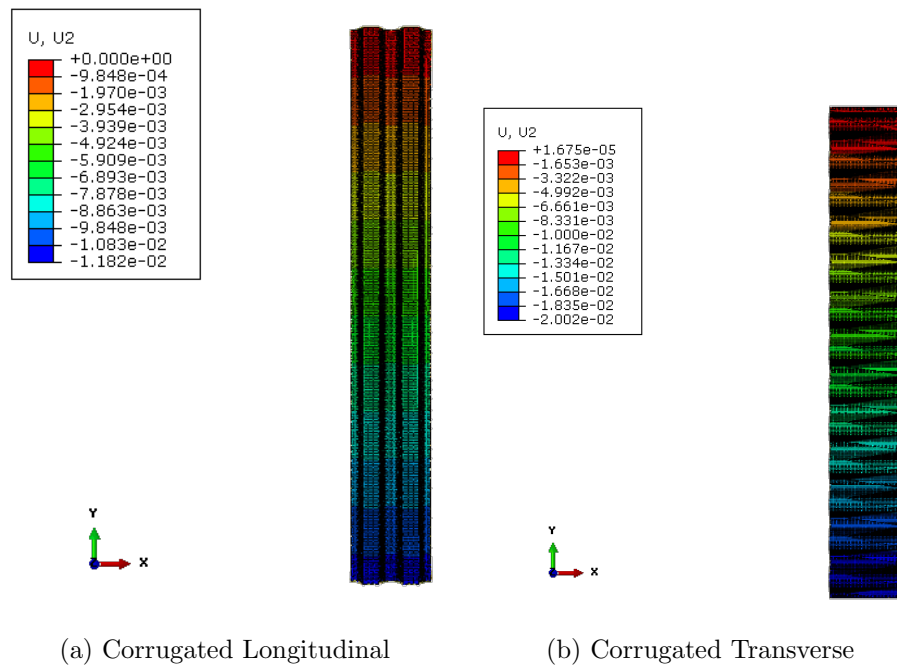 U, U2
+0.000e+00
-9.848e-04
-1.970e-03
-2.954e-03
-3.939e-03
-4.924e-03
-5.909e-03
-6.893e-03
-7.878e-03
-8.863e-03
-9.848e-03
-1.083e-02
-1.182e-02
Y
X
(a) Corrugated Longitudinal
U, U2
+1.675e-05
-1.653e-03
-3.322e-03
-4.992e-03
-6.661e-03
-8.331e-03
-1.000e-02
-1.167e-02
-1.334e-02
-1.501e-02
-1.668e-02
-1.835e-02
-2.002e-02
Y
X
(b) Corrugated Transverse